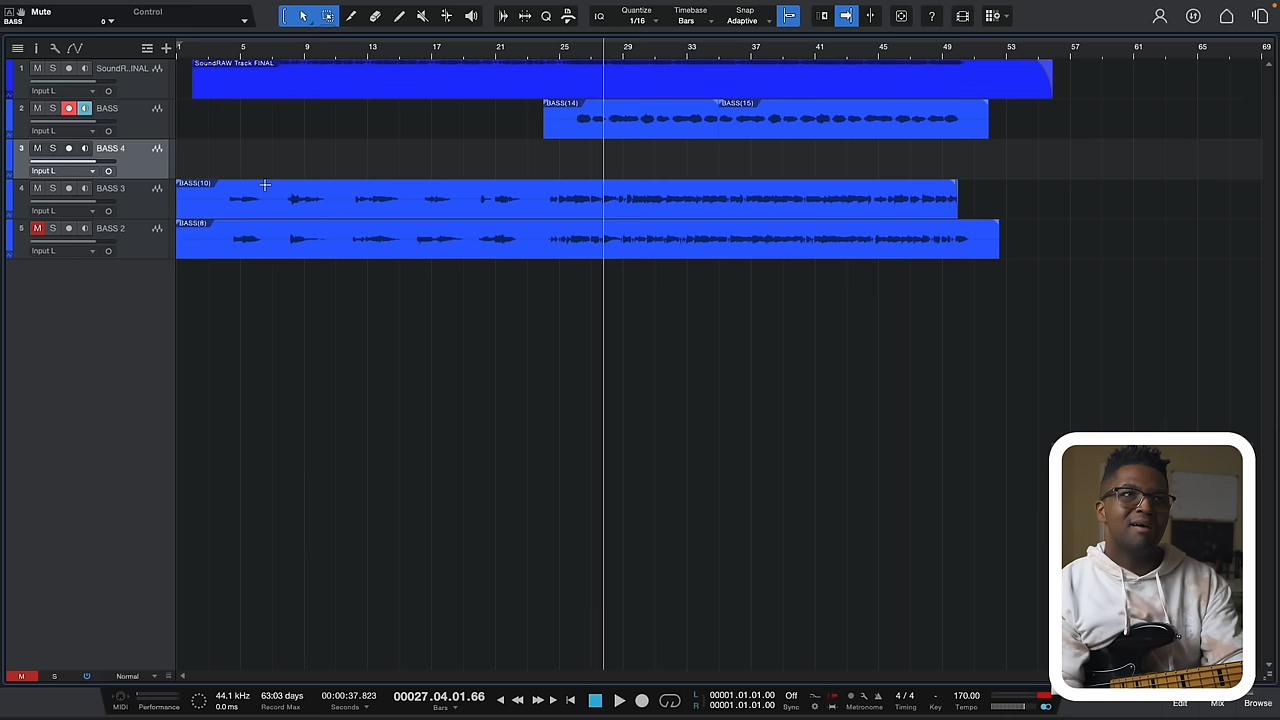 Mute
Control
BASS
0
Quantize
1/16
Timebase
Bars
Snap
Adaptive
IQ
?
1 5 9 13 17 21 25 29 33 37 41 45 49 53 57 61 65 69
1 M S SoundR..INAL
Input L
SoundRAW Track FINAL
2 M S BASS
Input L
BASS(14)
BASS(15)
3 M S BASS 4
Input L
4 M S BASS 3
Input L
BASS(10)
5 M S BASS 2
Input L
BASS(8)
M S Normal
MIDI
Performance
44.1 kHz
0.0 ms
63:03 days
Record Max
00:00:37.823
Seconds
00027.04.01.66
Bars
L 00001.01.01.00
R 00001.01.01.00
Off
Sync
Metronome
4 / 4
Timing
-
Key
170.00
Tempo
Edit
Mix
Browse